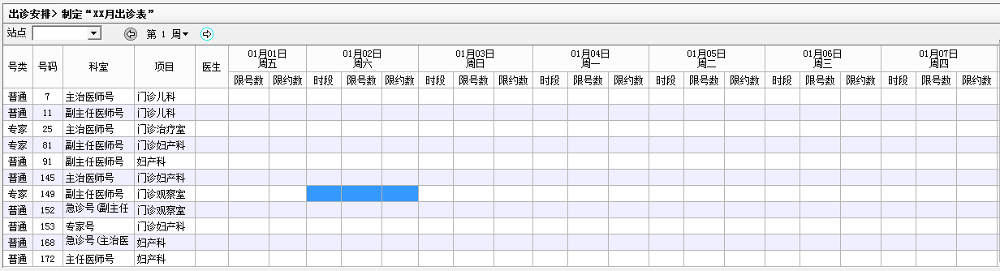 出诊安排> 制定“XX月出诊表”
站点 第 1 周
号类 号码 科室 项目 医生 01月01日 周五 01月02日 周六 01月03日 周日 01月04日 周一 01月05日 周二 01月06日 周三 01月07日 周四
限号数 限约数 时段 限号数 限约数 时段 限号数 限约数 时段 限号数 限约数 时段 限号数 限约数 时段 限号数 限约数 时段 限号数 限约数
普通 7 主治医师号 门诊儿科
普通 11 副主任医师号 门诊儿科
专家 25 主治医师号 门诊治疗室
专家 81 副主任医师号 门诊妇产科
普通 91 副主任医师号 妇产科
普通 145 主治医师号 门诊妇产科
专家 149 副主任医师号 门诊观察室
普通 152 急诊号(副主任 门诊观察室
普通 153 专家号 门诊妇产科
普通 168 急诊号(主治医 妇产科
普通 172 主任医师号 妇产科